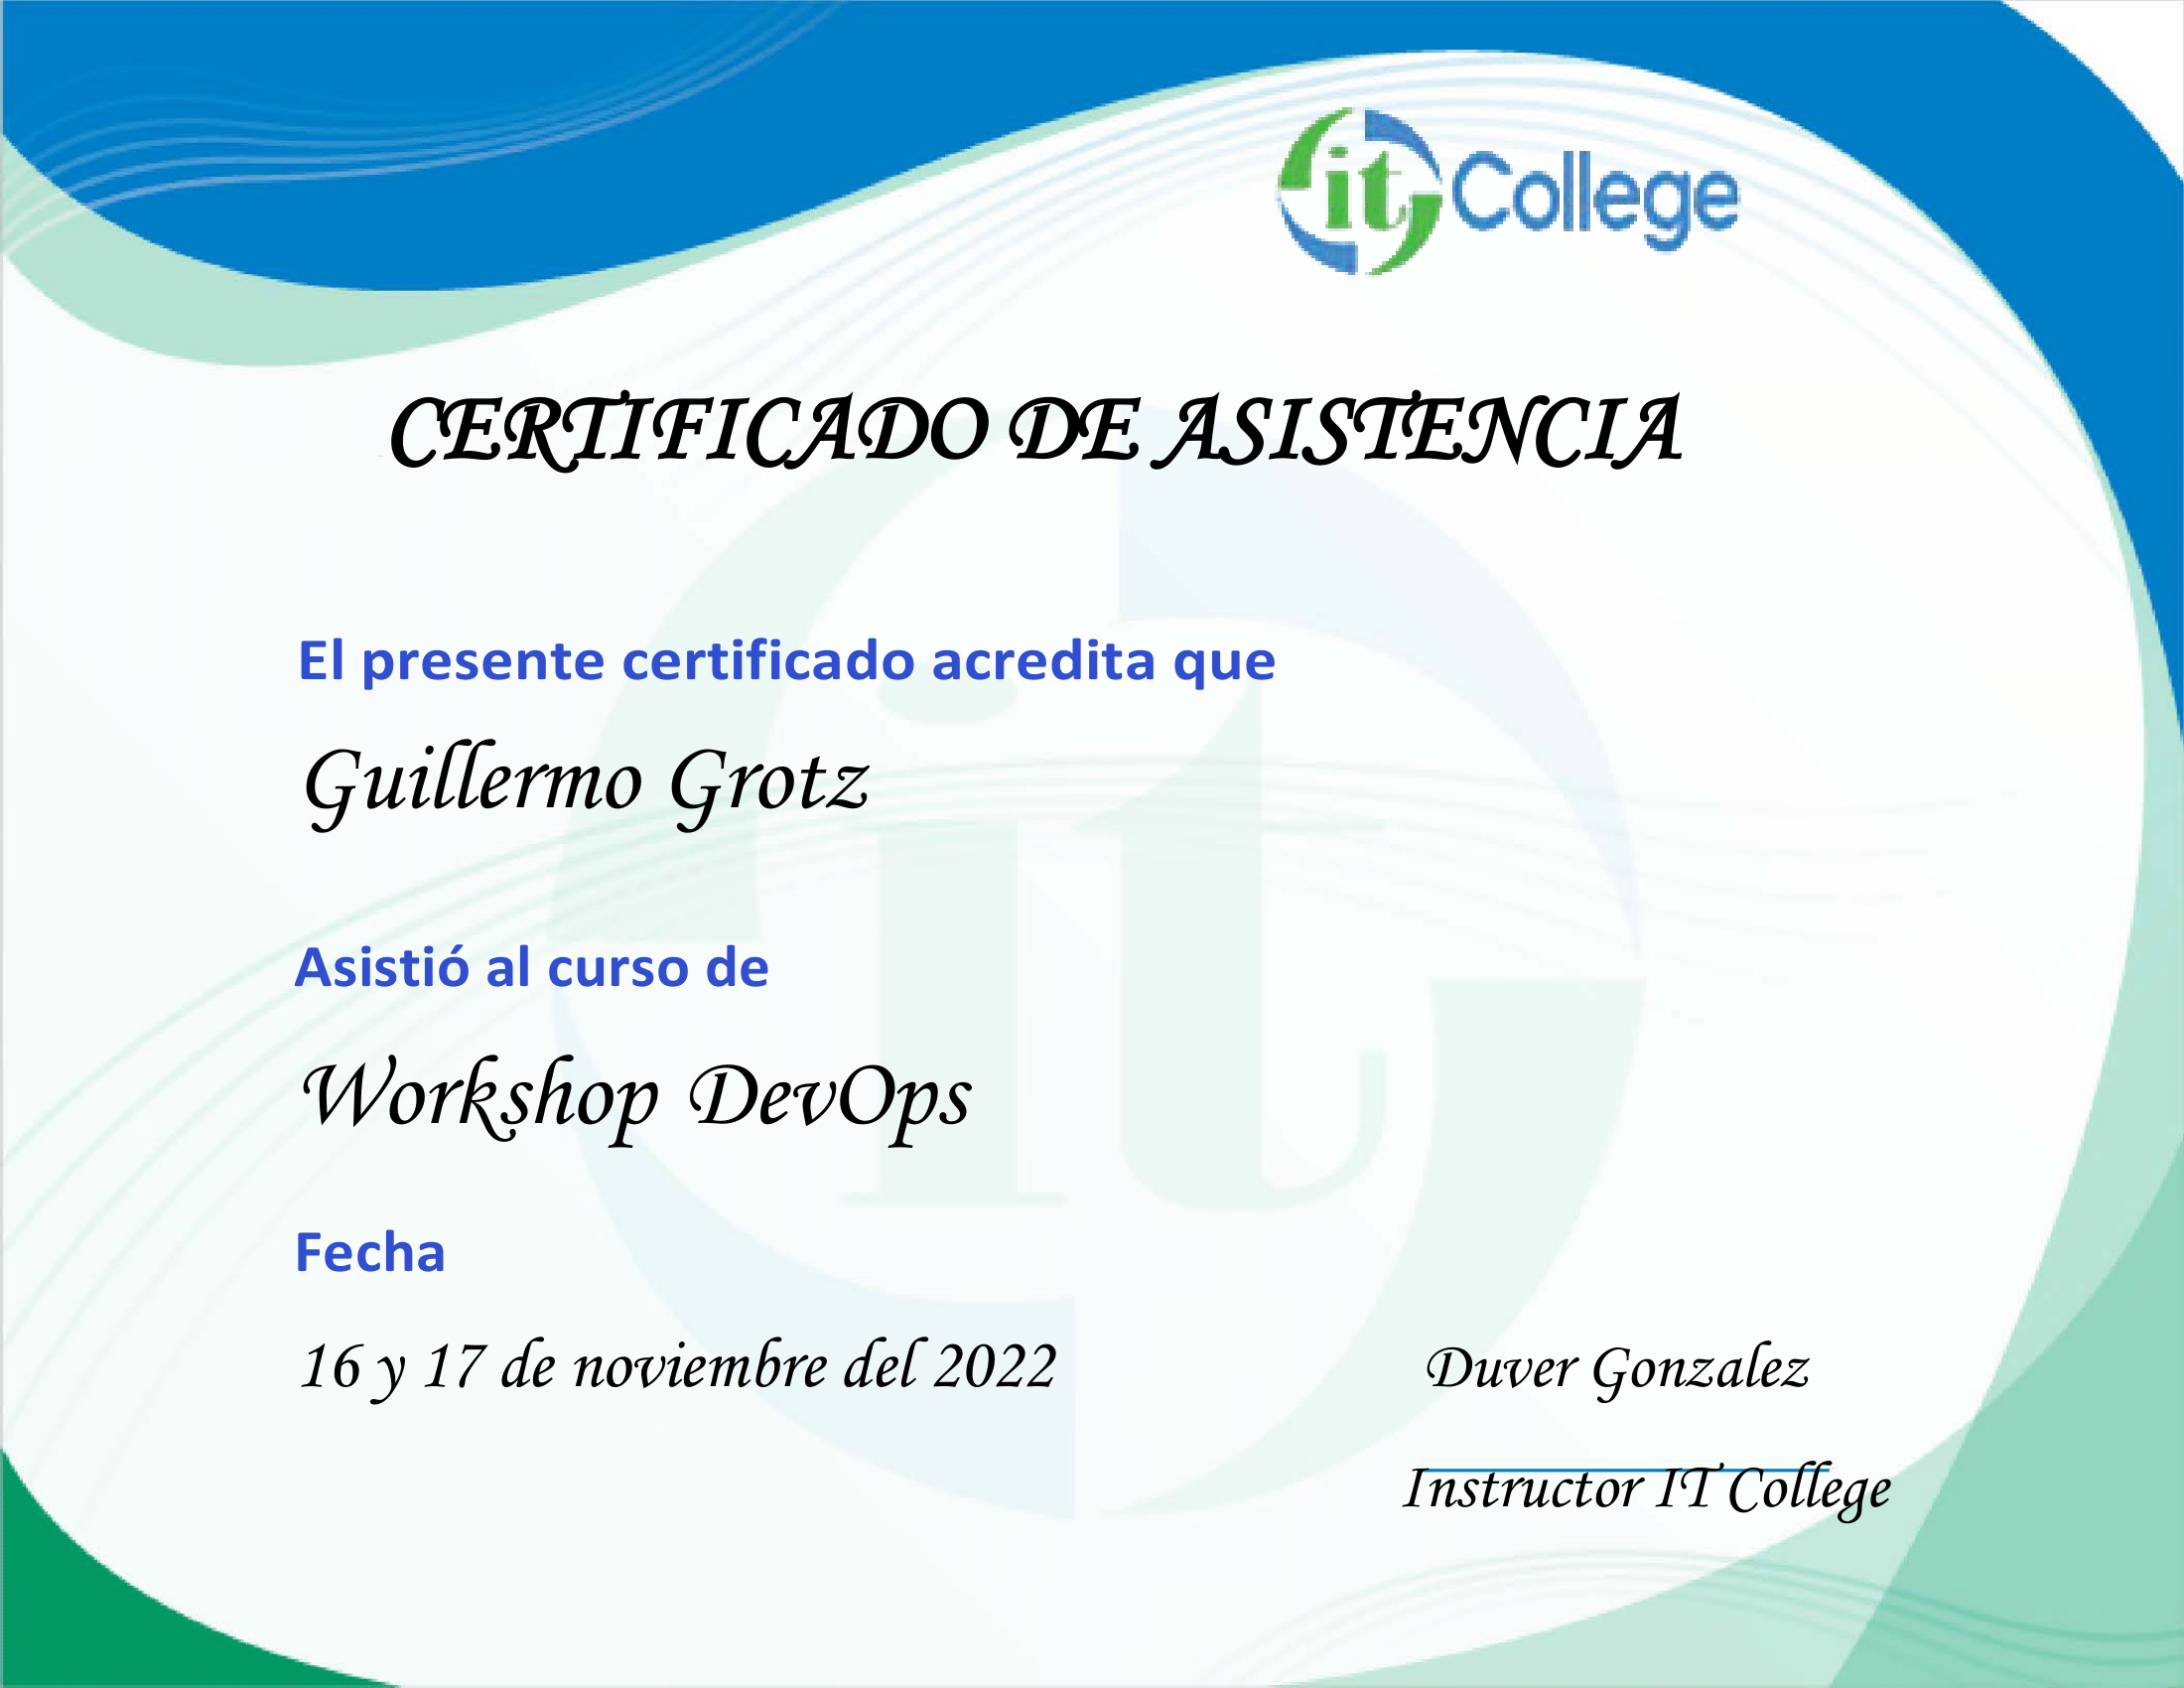 it College
CERTIFICADO DE ASISTENCIA
El presente certificado acredita que
Guillermo Grotz
Asistió al curso de
Workshop DevOps
Fecha
16 y 17 de noviembre del 2022
Duver Gonzalez
Instructor IT College
it